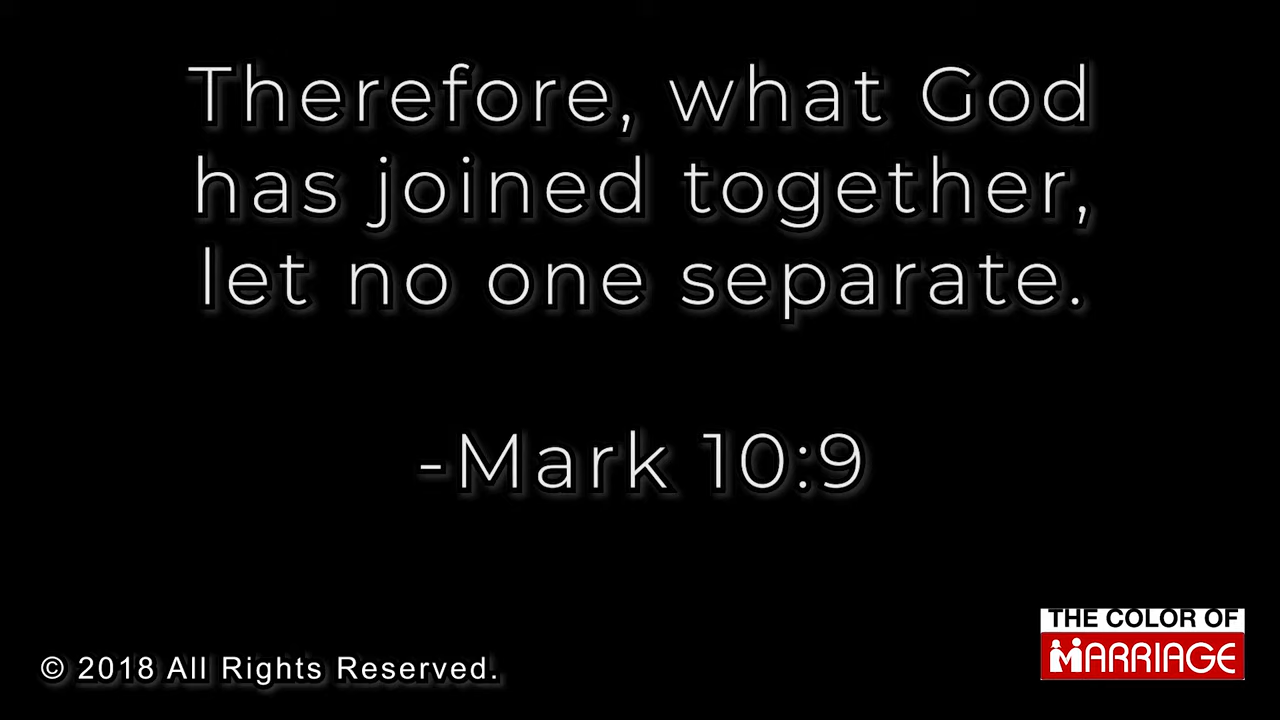 Therefore, what God
has joined together,
let no one separate.
-Mark 10:9
© 2018 All Rights Reserved.
THE COLOR OF
MARRIAGE